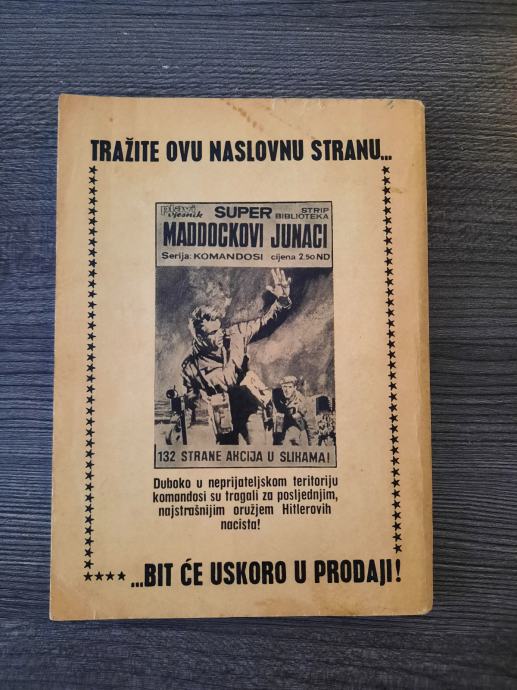 TRAŽITE OVU NASLOVNU STRANU...
plavi vjesnik SUPER STRIP BIBLIOTEKA
MADDOCKOVI JUNACI
Serija: KOMANDOSI cijena 2.50 ND
132 STRANE AKCIJA U SLIKAMA!
Duboko u neprijateljskom teritoriju
komandosi su tragali za posljednjim,
najstrašnijim oružjem Hitlerovih
nacista!
...BIT ĆE USKORO U PRODAJI!